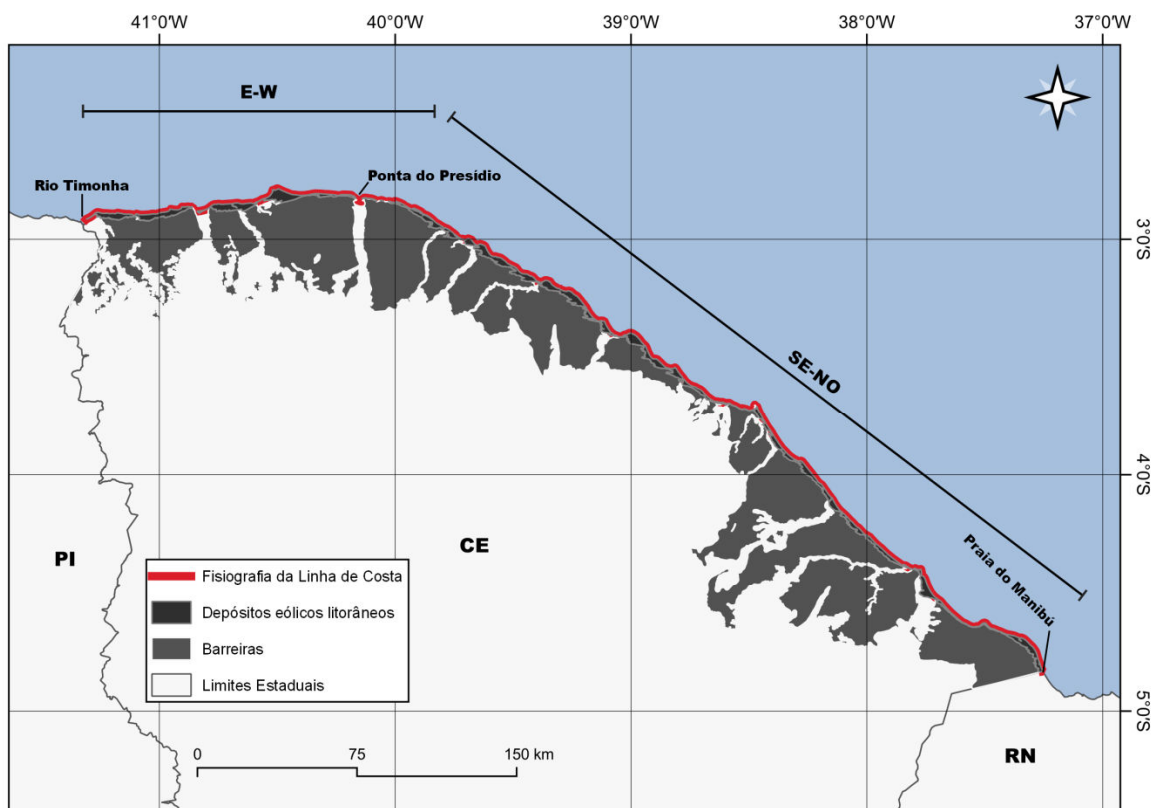 41°0'W
40°0'W
39°0'W
38°0'W
37°0'W
E-W
Rio Timonha
Ponta do Presídio
3°0'S
SE-NO
4°0'S
Praia do Manibú
PI
CE
Fisiografia da Linha de Costa
Depósitos eólicos litorâneos
Barreiras
Limites Estaduais
5°0'S
0
75
150 km
RN